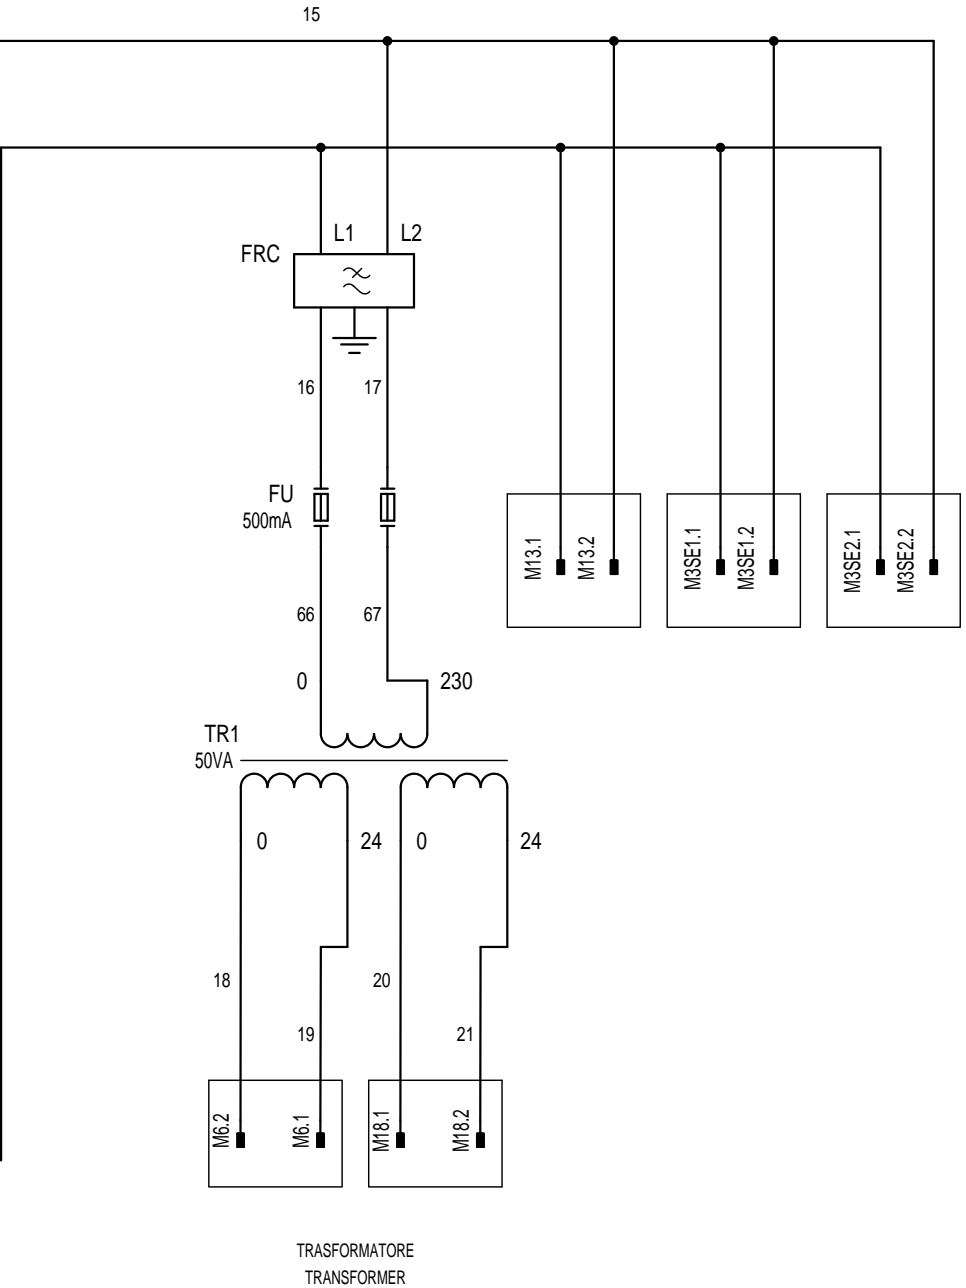 15
L1
L2
FRC
16
17
FU
500mA
M13.1
M13.2
M3SE1.1
M3SE1.2
M3SE2.1
M3SE2.2
66
67
0
230
TR1
50VA
0
24
0
24
18
20
19
21
M6.2
M6.1
M18.1
M18.2
TRASFORMATORE
TRANSFORMER